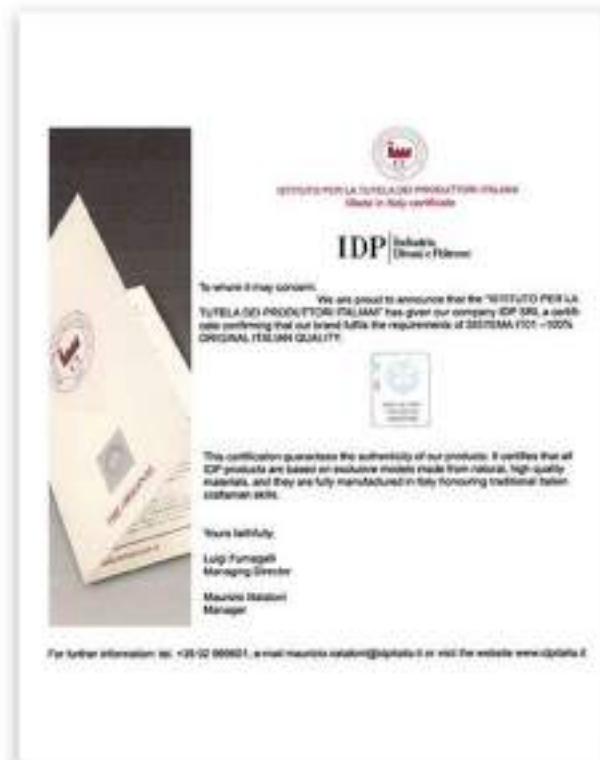 ISTITUTO PER LA TUTELA DEI PRODUTTORI ITALIANI
Made in Italy certificate
IDP Industria
Divani e Poltrone
To whom it may concern:
We are proud to announce that the "ISTITUTO PER LA
TUTELA DEI PRODUTTORI ITALIANI" has given our company IDP SRL a certifi-
cate confirming that our brand fulfils the requirements of SISTEMA IT01 –100%
ORIGINAL ITALIAN QUALITY.
This certification guarantees the authenticity of our products. It certifies that all
IDP products are based on exclusive models made from natural, high quality
materials, and they are fully manufactured in Italy honouring traditional Italian
craftsman skills.
Yours faithfully,
Luigi Fumagalli
Managing Director
Maurizio
Manager
For further information: tel. +39 02 e-mail or visit the website www.idpitalia.it